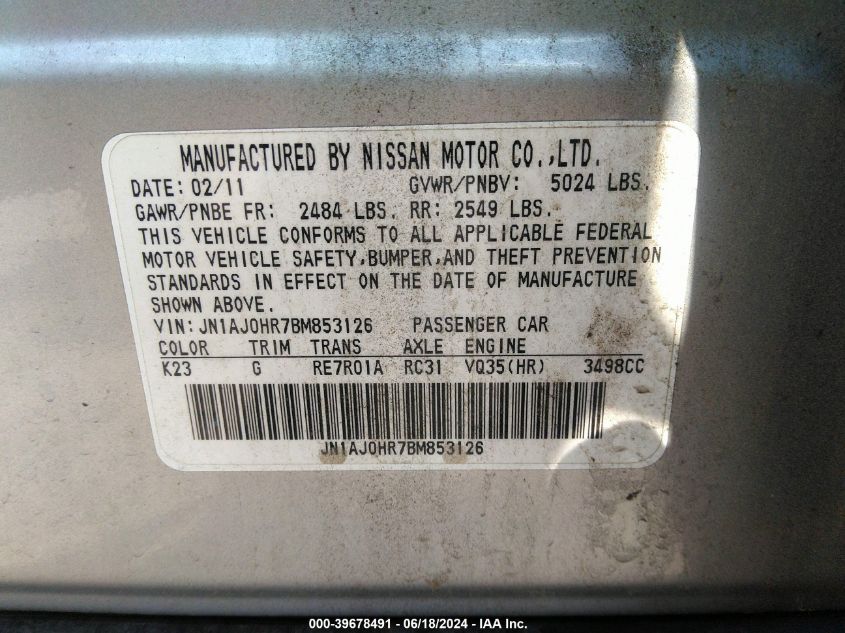 MANUFACTURED BY NISSAN MOTOR CO.,LTD.
DATE: 02/11 GVWR/PNBV: 5024 LBS.
GAWR/PNBE FR: 2484 LBS. RR: 2549 LBS.
THIS VEHICLE CONFORMS TO ALL APPLICABLE FEDERAL
MOTOR VEHICLE SAFETY,BUMPER,AND THEFT PREVENTION
STANDARDS IN EFFECT ON THE DATE OF MANUFACTURE
SHOWN ABOVE.
VIN: JN1AJ0HR7BM853126 PASSENGER CAR
COLOR TRIM TRANS AXLE ENGINE
K23 G RE7R01A RC31 VQ35(HR) 3498CC
JN1AJ0HR7BM853126
000-39678491 - 06/18/2024 - IAA Inc.